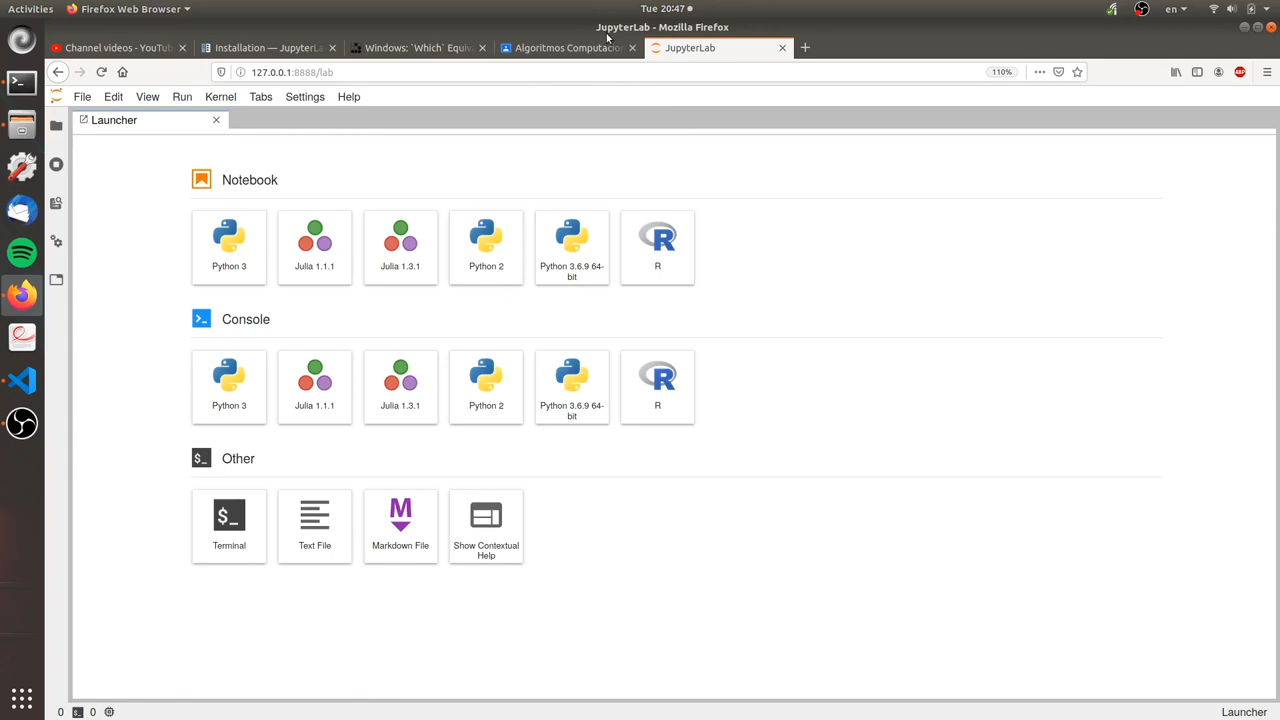 Activities Firefox Web Browser Tue 20:47 en
JupyterLab - Mozilla Firefox
Channel videos - YouTub Installation — JupyterLa Windows: `Which` Equiva Algoritmos Computacion JupyterLab
127.0.0.1:8888/lab 110% ABP
File Edit View Run Kernel Tabs Settings Help
Launcher
Notebook
Python 3 Julia 1.1.1 Julia 1.3.1 Python 2 Python 3.6.9 64-
bit R
Console
Python 3 Julia 1.1.1 Julia 1.3.1 Python 2 Python 3.6.9 64-
bit R
$_ Other
Terminal Text File Markdown File Show Contextual
Help
0 $_ 0 Launcher